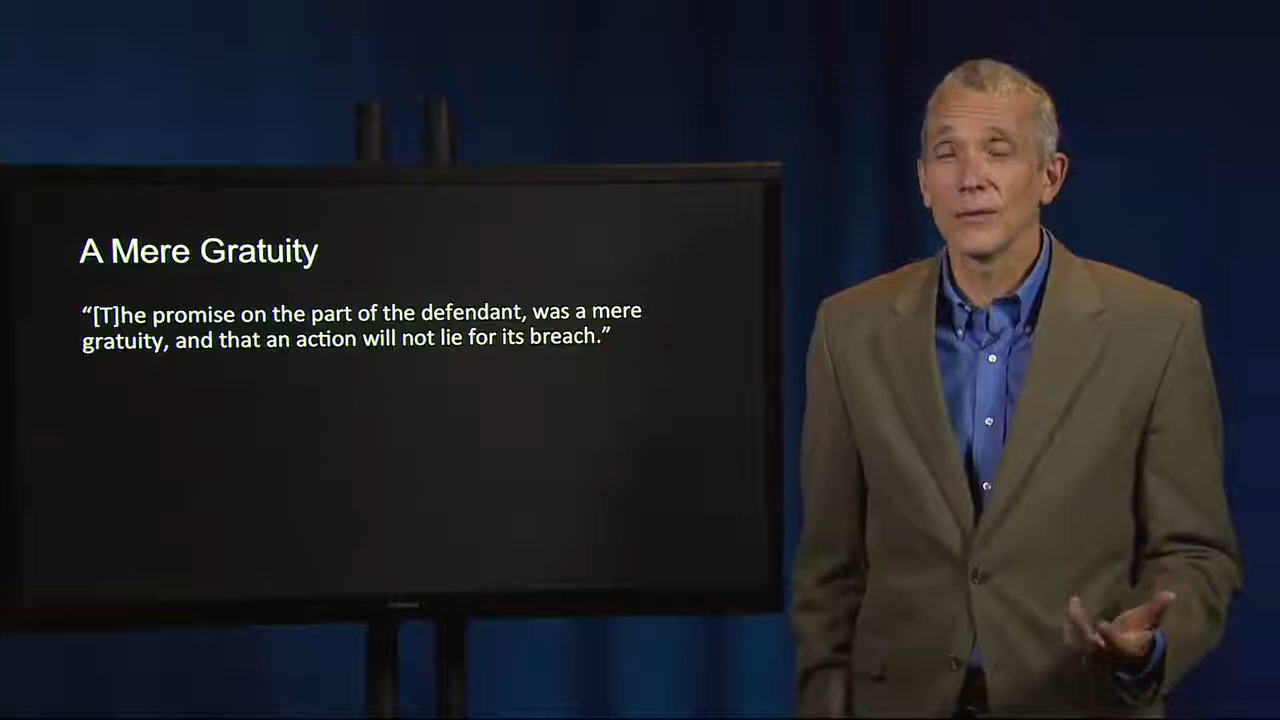 A Mere Gratuity
“[T]he promise on the part of the defendant, was a mere
gratuity, and that an action will not lie for its breach.”